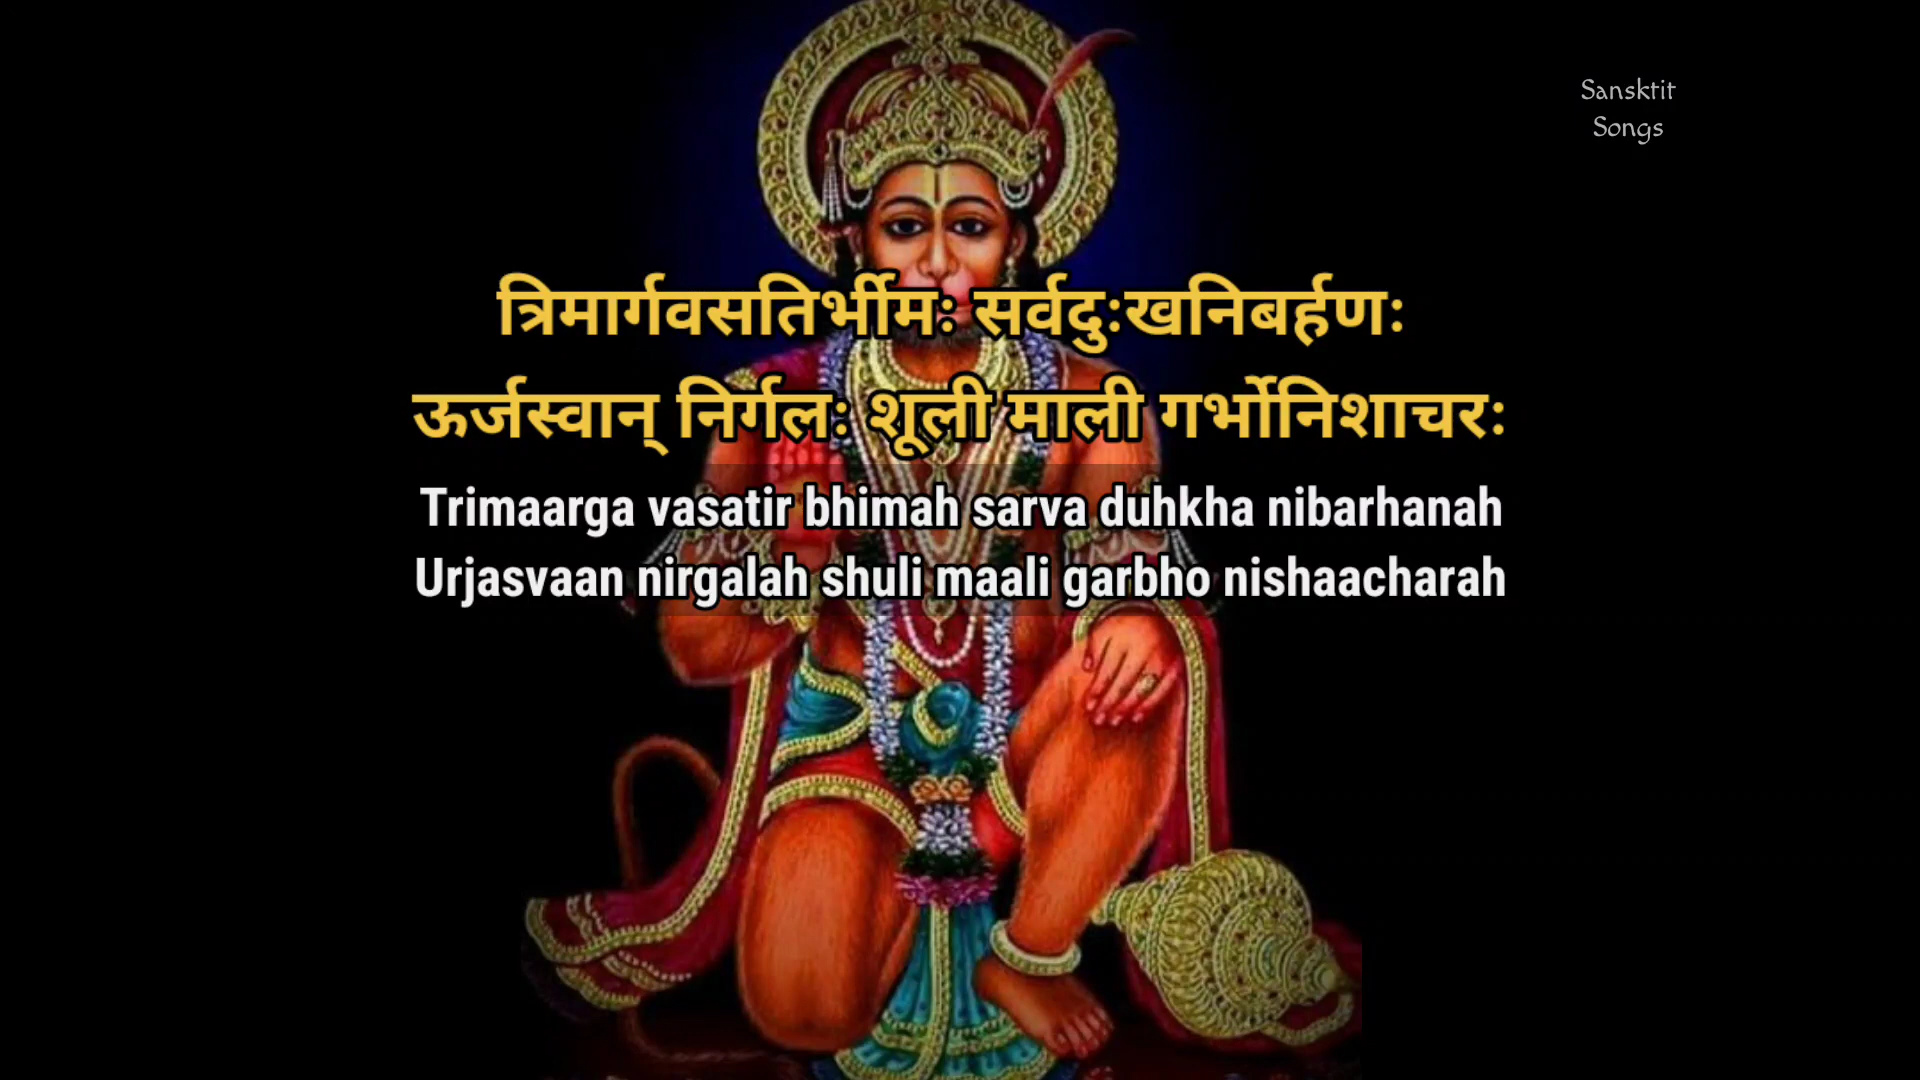 Sansktit
Songs
त्रिमार्गवसतिर्भीमः सर्वदुःखनिबर्हणः
ऊर्जस्वान् निर्गलः शूली माली गर्भोनिशाचरः
Trimaarga vasatir bhimah sarva duhkha nibarhanah
Urjasvaan nirgalah shuli maali garbho nishaacharah